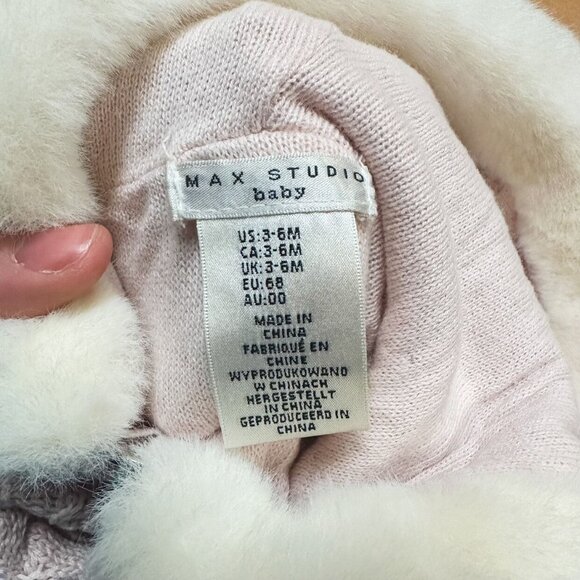 MAX STUDIO
baby
US:3-6M
CA:3-6M
UK:3-6M
EU:68
AU:00
MADE IN
CHINA
FABRIQUÉ EN
CHINE
WYPRODUKOWANO
W CHINACH
HERGESTELLT
IN CHINA
GEPRODUCEERD IN
CHINA